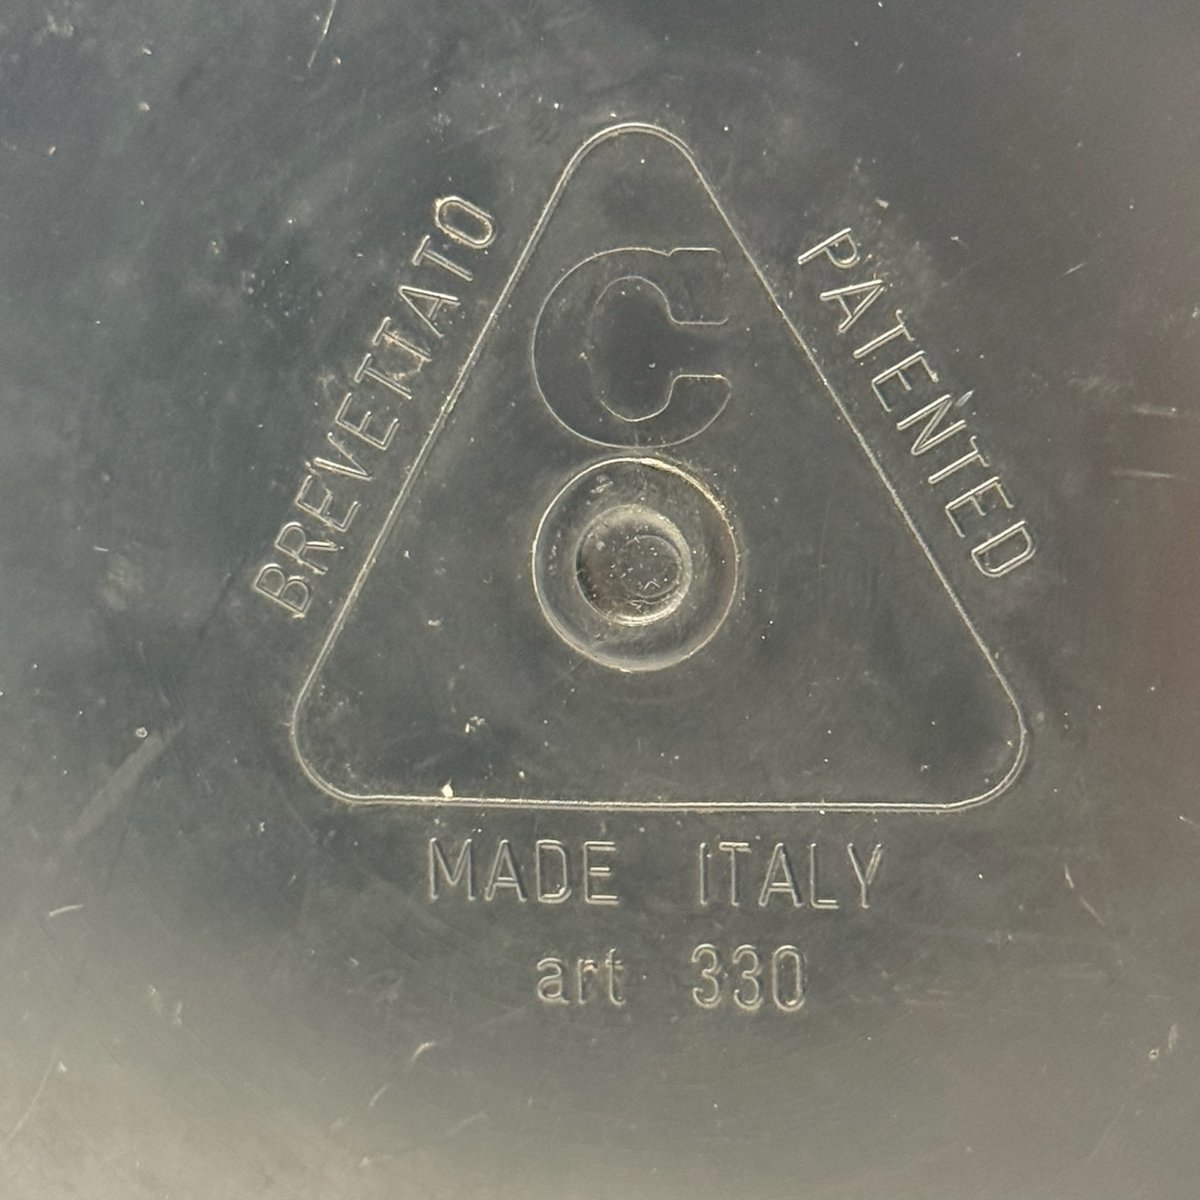 BREVETTATO
PATENTED
C
MADE ITALY
art 330